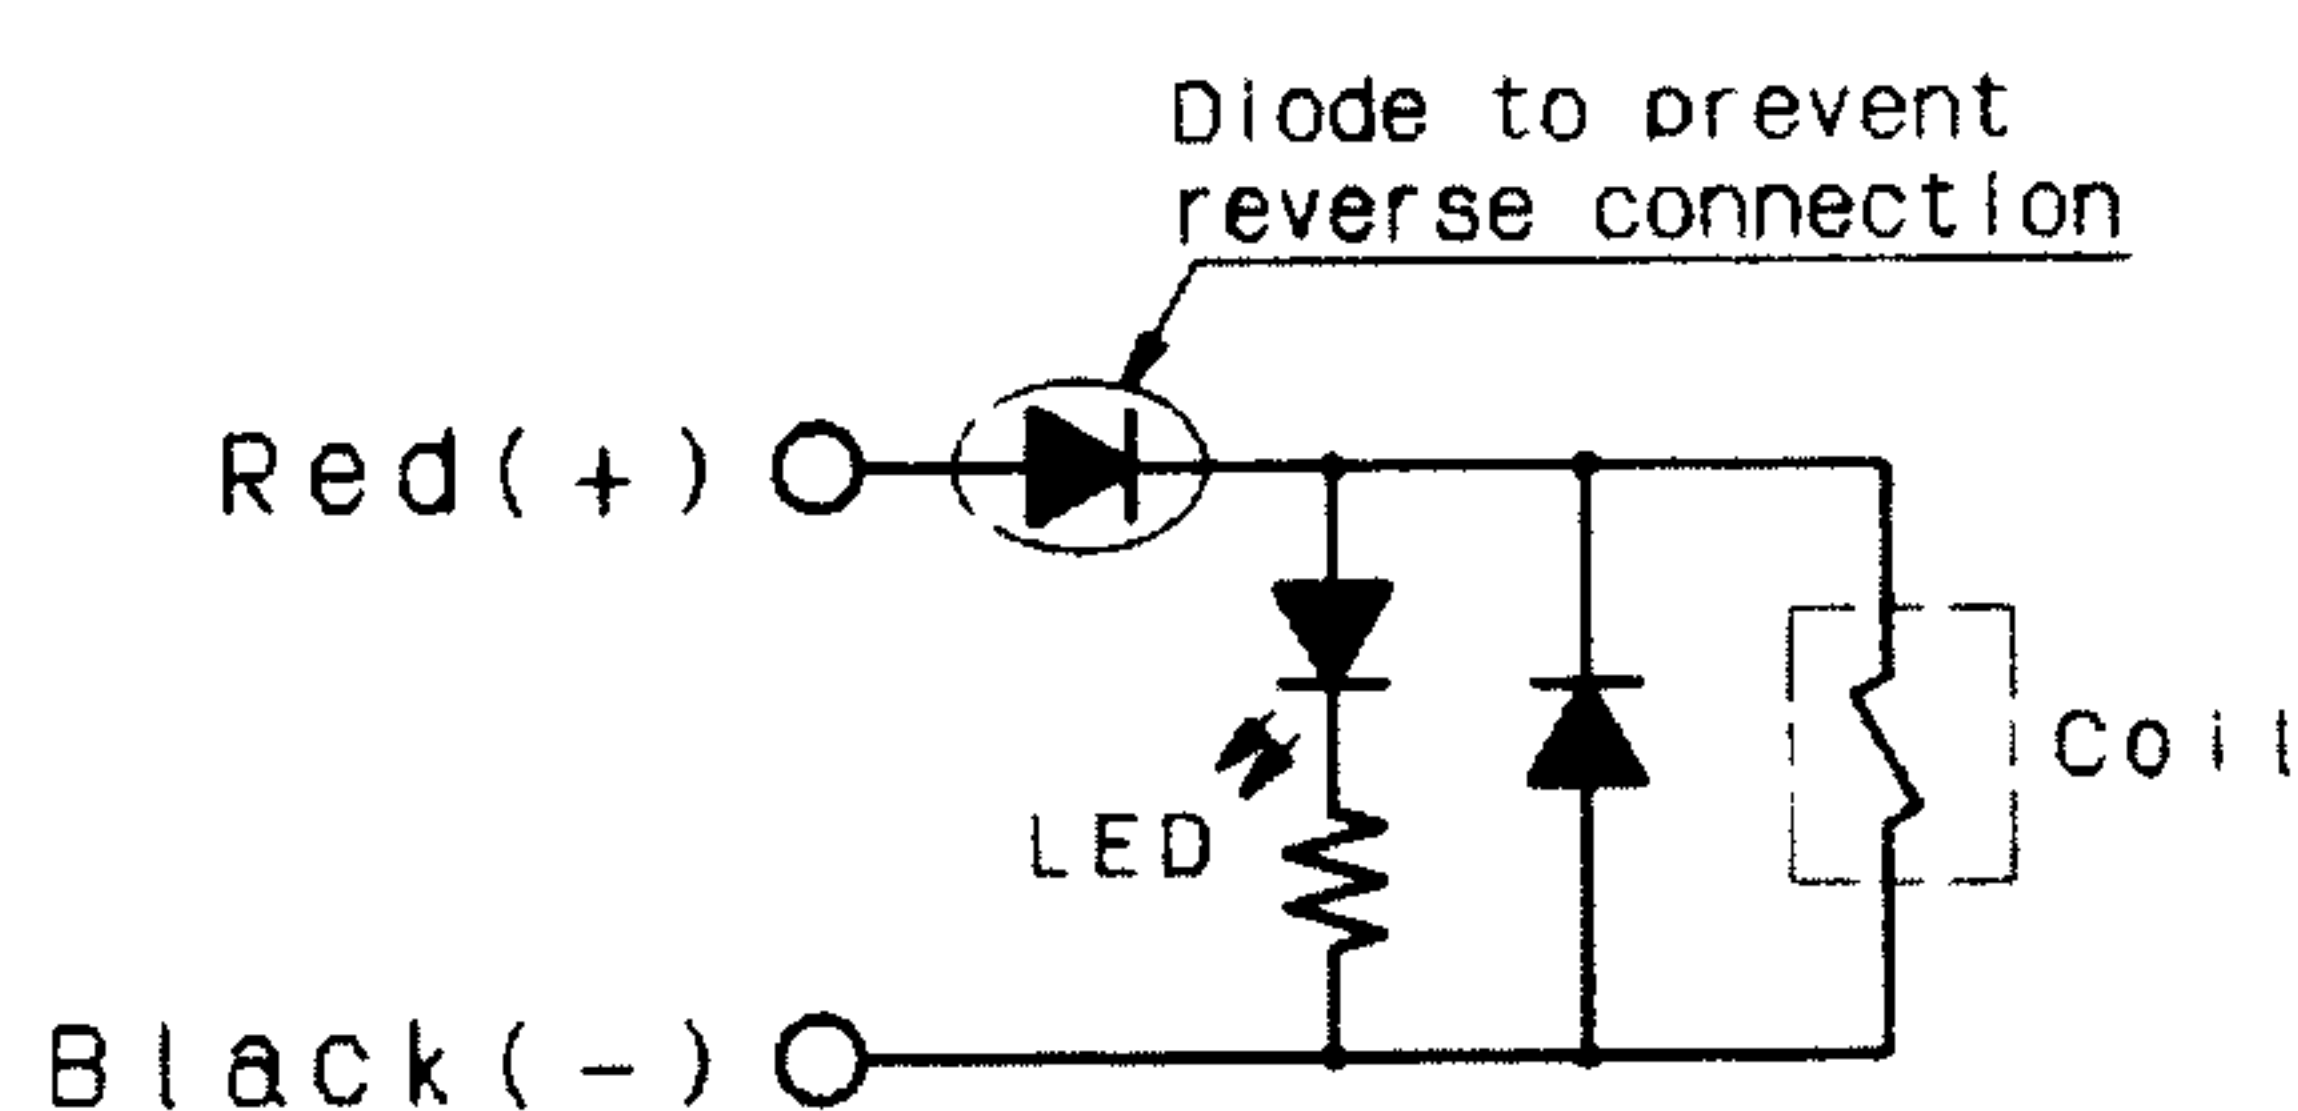 Diode to prevent
reverse connection
Red(+)
Coil
LED
Black(-)